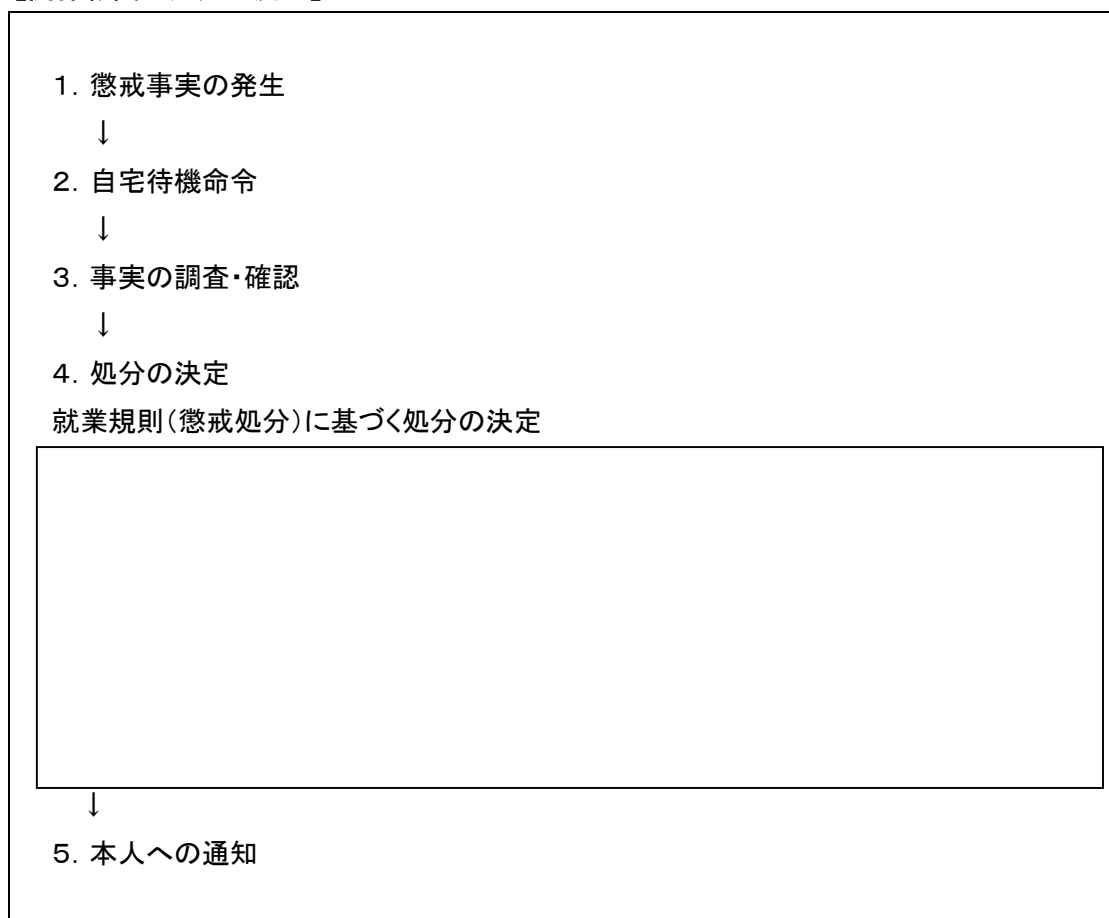 １．懲戒事実の発生
↓
２．自宅待機命令
↓
３．事実の調査・確認
↓
４．処分の決定
就業規則（懲戒処分）に基づく処分の決定
↓
５．本人への通知